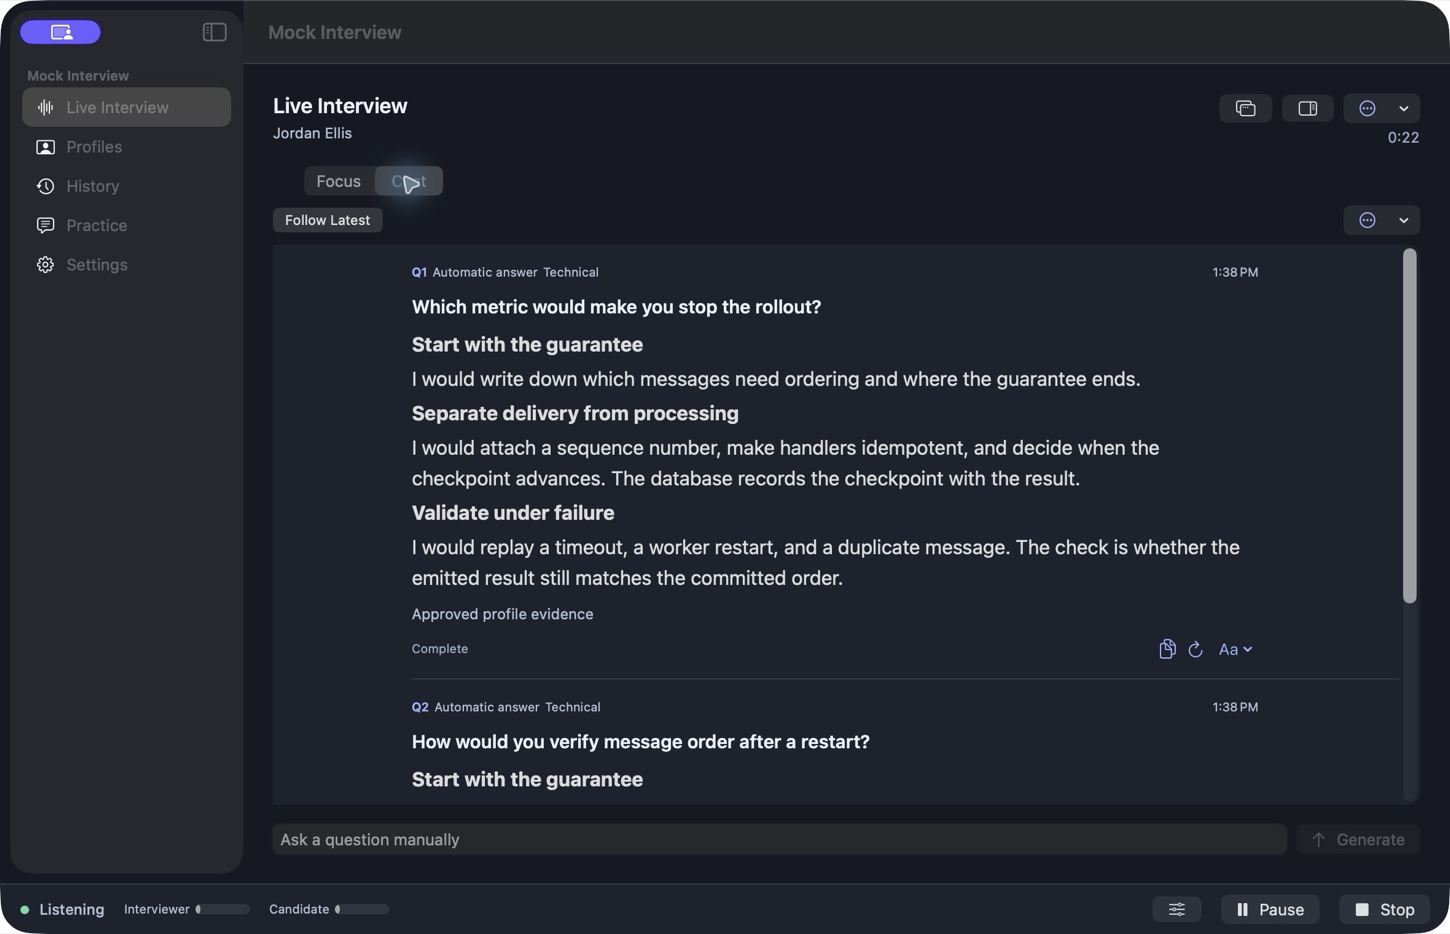 Mock Interview
Mock Interview
Live Interview
Profiles
History
Practice
Settings
Live Interview
Jordan Ellis
0:22
Focus
Follow Latest
Q1 Automatic answer Technical 1:38 PM
Which metric would make you stop the rollout?
Start with the guarantee
I would write down which messages need ordering and where the guarantee ends.
Separate delivery from processing
I would attach a sequence number, make handlers idempotent, and decide when the
checkpoint advances. The database records the checkpoint with the result.
Validate under failure
I would replay a timeout, a worker restart, and a duplicate message. The check is whether the
emitted result still matches the committed order.
Approved profile evidence
Complete
Aa
Q2 Automatic answer Technical 1:38 PM
How would you verify message order after a restart?
Start with the guarantee
Ask a question manually
Generate
Listening
Interviewer
Candidate
Pause
Stop